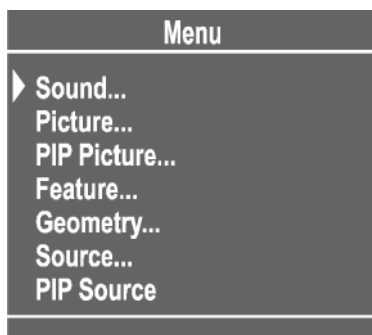 Menu
Sound...
Picture...
PIP Picture...
Feature...
Geometry...
Source...
PIP Source